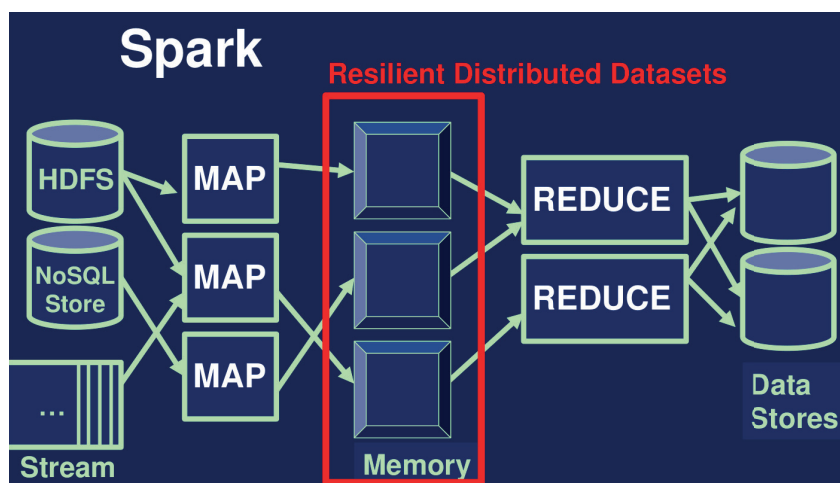 Spark
Resilient Distributed Datasets
HDFS
NoSQL
Store
...
Stream
MAP
MAP
MAP
Memory
REDUCE
REDUCE
Data
Stores